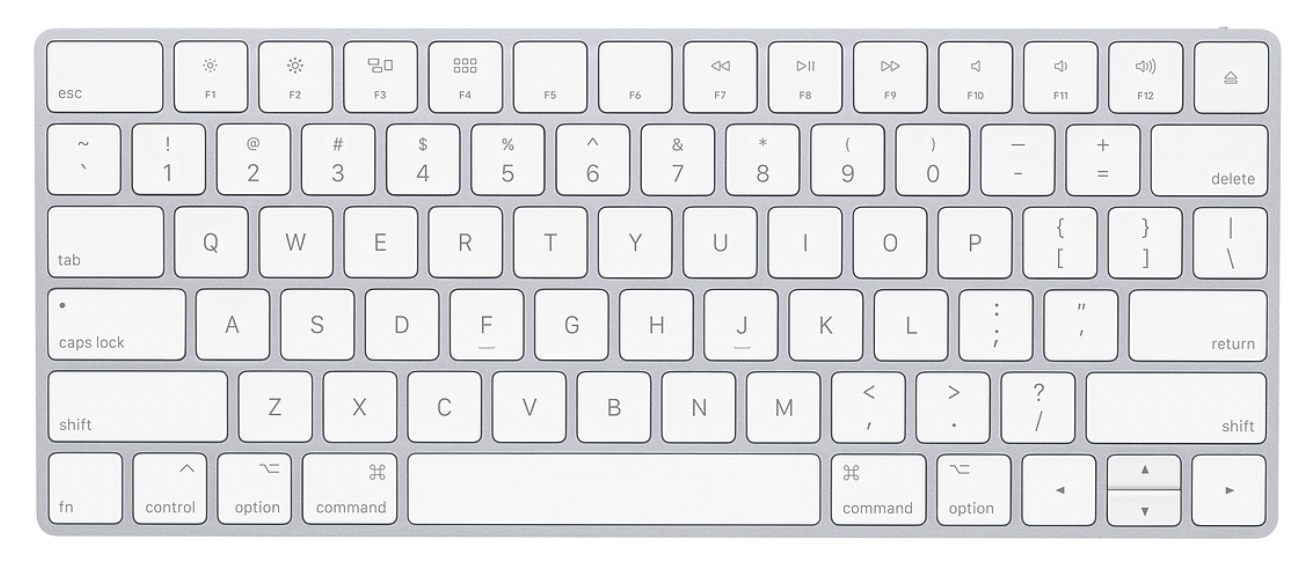 esc F1 F2 F3 F4 F5 F6 F7 F8 F9 F10 F11 F12
~ ! @ # $ % ^ & * ( ) — +
` 1 2 3 4 5 6 7 8 9 0 - = delete
tab Q W E R T Y U I O P { [ } ] | \
caps lock A S D F G H J K L : ; " ' return
shift Z X C V B N M < , > . ? / shift
fn ^ control ⌥ option ⌘ command ⌘ command ⌥ option ◀ ▲ ▼ ▶